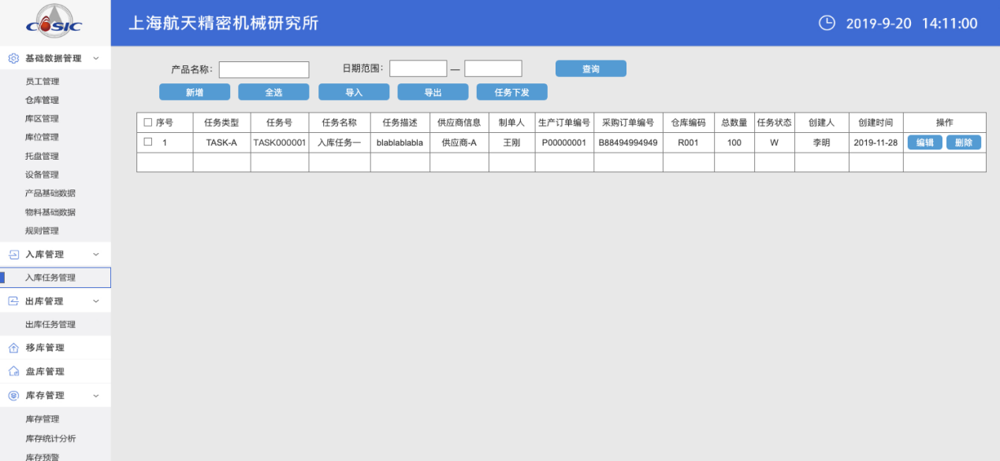 CASIC
上海航天精密机械研究所
2019-9-20 14:11:00
基础数据管理
员工管理
仓库管理
库区管理
库位管理
托盘管理
设备管理
产品基础数据
物料基础数据
规则管理
入库管理
入库任务管理
出库管理
出库任务管理
移库管理
盘库管理
库存管理
库存管理
库存统计分析
库存预警
产品名称: 日期范围: — 查询
新增 全选 导入 导出 任务下发
序号 任务类型 任务号 任务名称 任务描述 供应商信息 制单人 生产订单编号 采购订单编号 仓库编码 总数量 任务状态 创建人 创建时间 操作
1 TASK-A TASK000001 入库任务一 blablablabla 供应商-A 王刚 P00000001 B88494994949 R001 100 W 李明 2019-11-28 编辑 删除